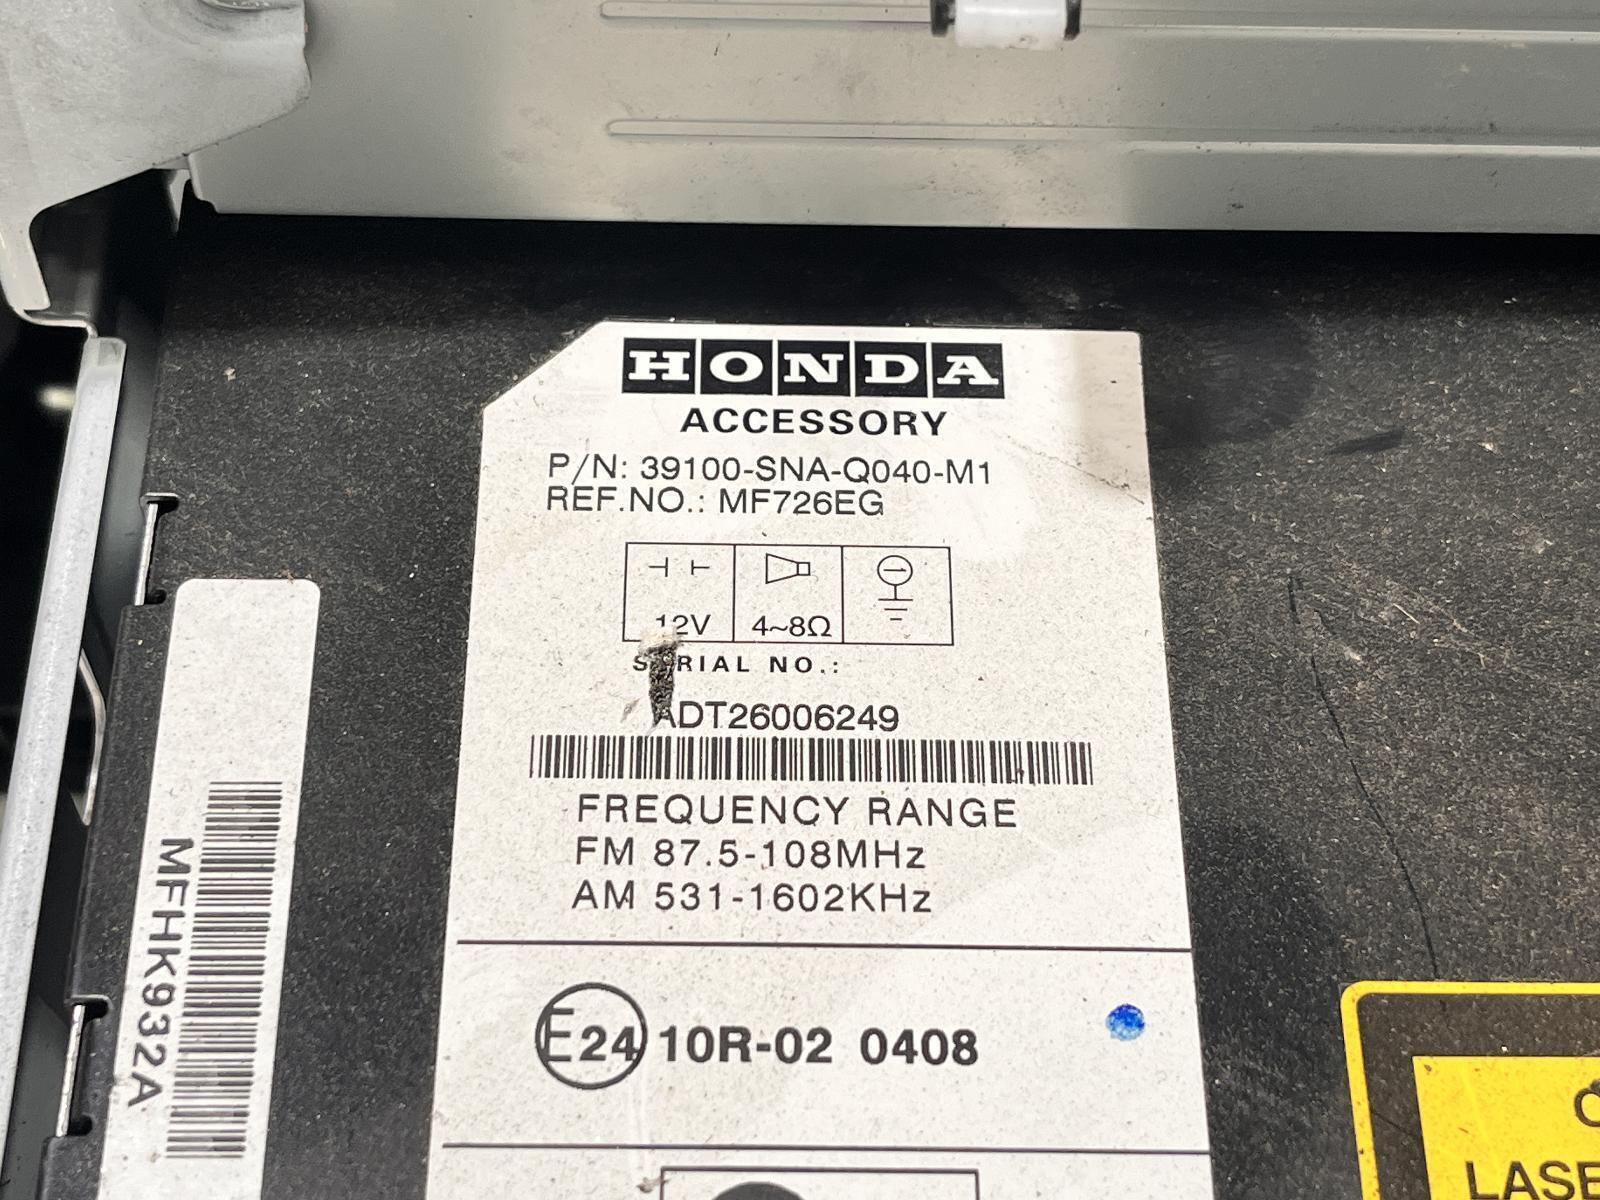 HONDA
ACCESSORY
P/N: 39100-SNA-Q040-M1
REF.NO.: MF726EG
12V 4~8Ω
SERIAL NO.:
ADT26006249
FREQUENCY RANGE
FM 87.5-108MHz
AM 531-1602KHz
E24 10R-02 0408
MFHK932A